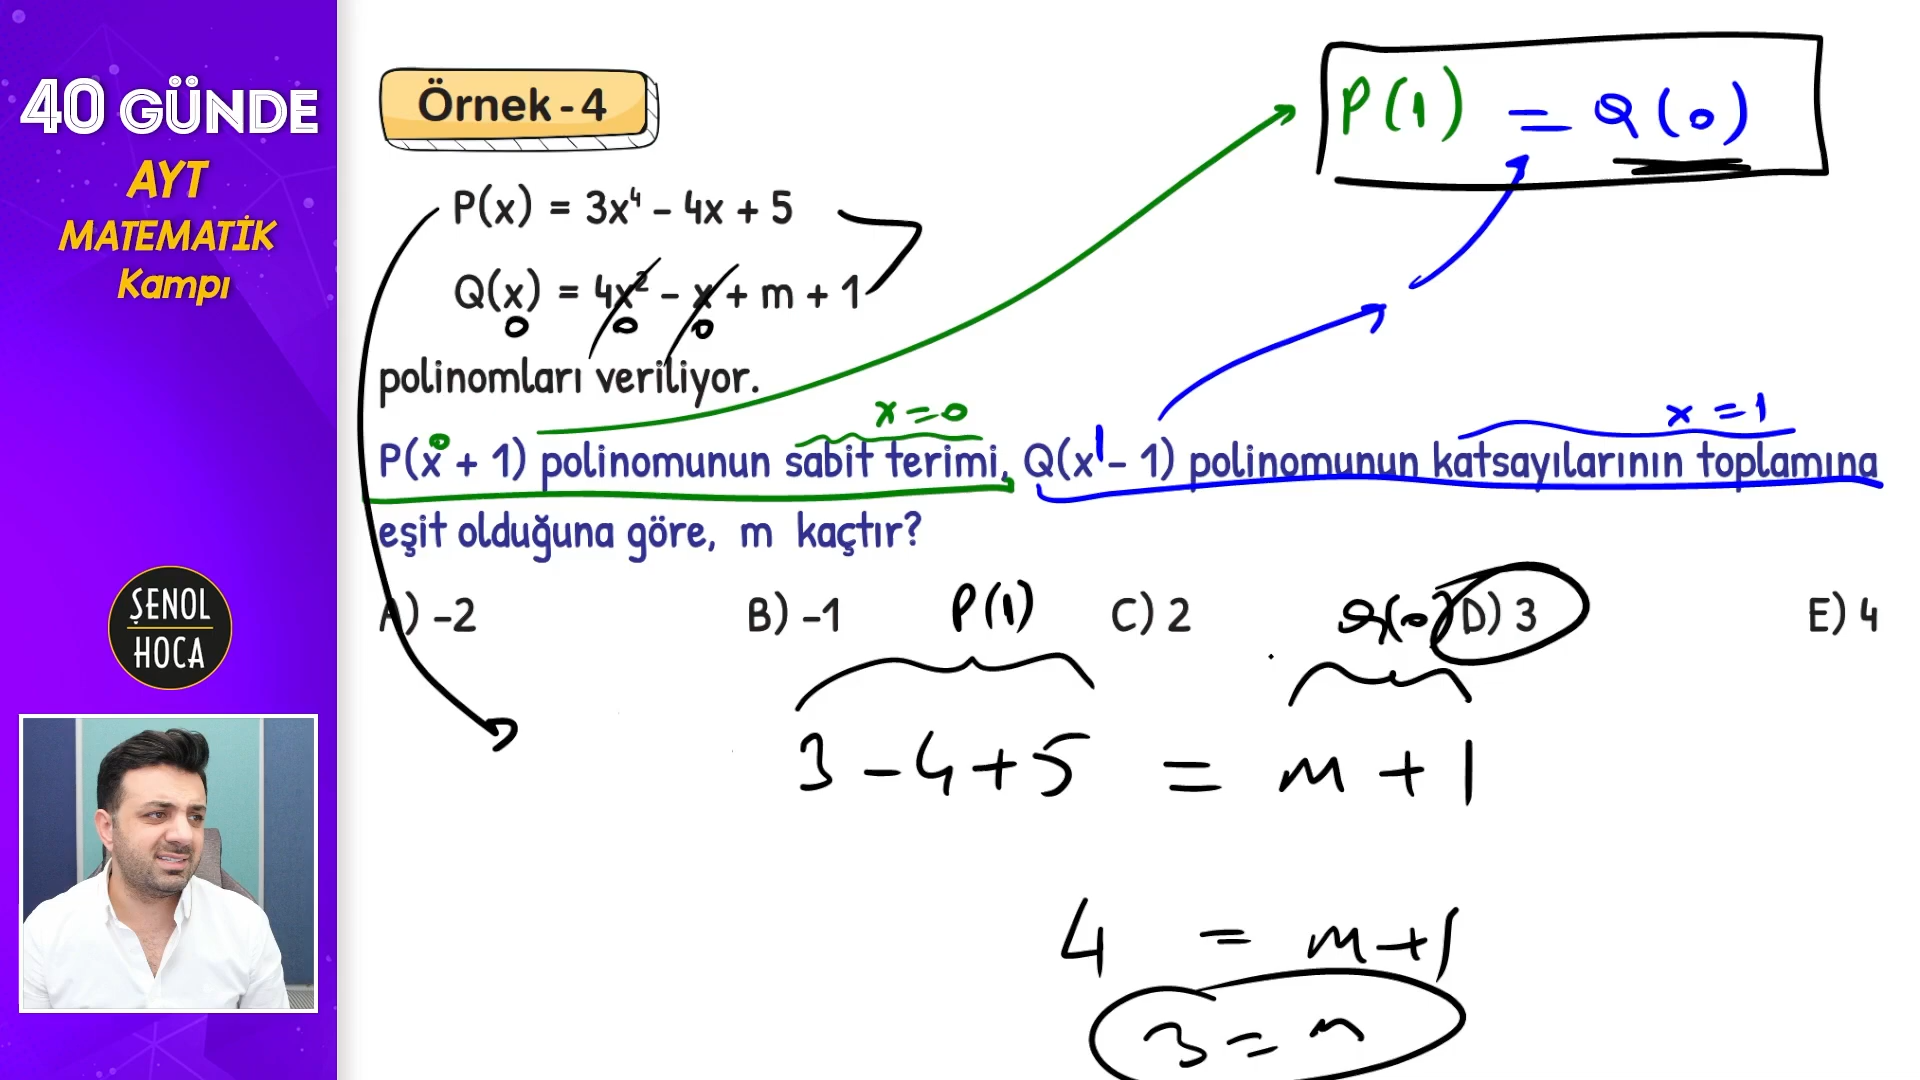 40 GÜNDE
AYT
MATEMATİK
Kampı
ŞENOL
HOCA
Örnek - 4
P(1) = Q(0)
P(x) = 3x⁴ – 4x + 5
Q(x) = 4x² – x + m + 1
0 0 0
polinomları veriliyor.
x = 0 x = 1
0 1
P(x + 1) polinomunun sabit terimi, Q(x – 1) polinomunun katsayılarının toplamına
eşit olduğuna göre, m kaçtır?
P(1) Q(0)
A) –2 B) –1 C) 2 D) 3 E) 4
3 – 4 + 5 = m + 1
4 = m + 1
3 = m